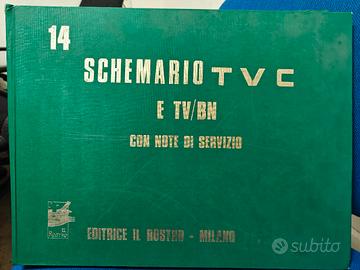 14
SCHEMARIO TVC
E TV/BN
CON NOTE DI SERVIZIO
EDITRICE IL ROSTRO - MILANO
subito